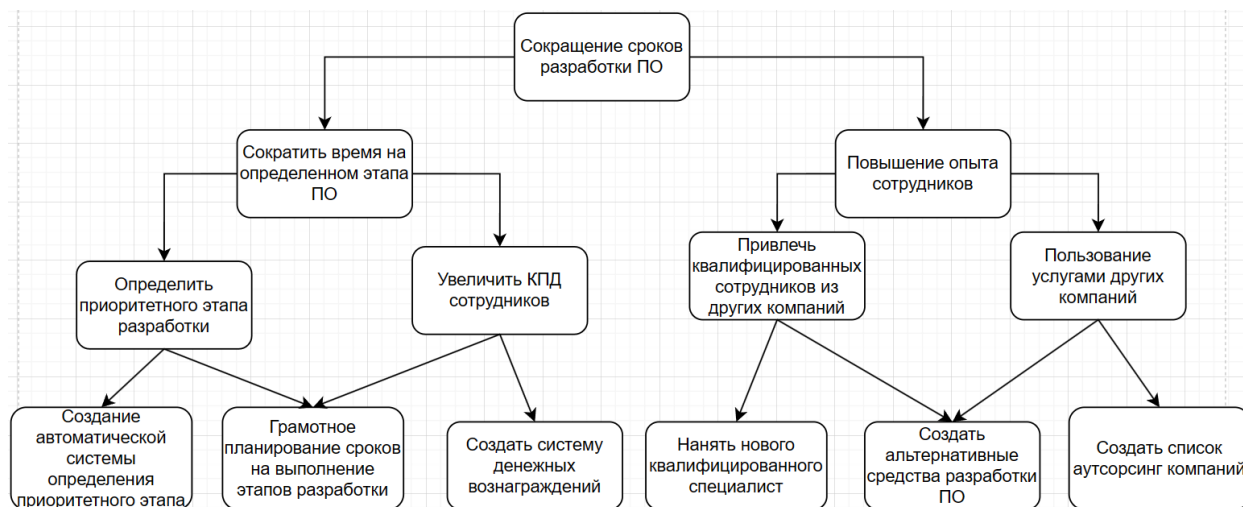 Сокращение сроков
разработки ПО
Сократить время на
определенном этапа
ПО
Повышение опыта
сотрудников
Определить
приоритетного этапа
разработки
Увеличить КПД
сотрудников
Привлечь
квалифицированных
сотрудников из
других компаний
Пользование
услугами других
компаний
Создание
автоматической
системы
определения
приоритетного этапа
Грамотное
планирование сроков
на выполнение
этапов разработки
Создать систему
денежных
вознаграждений
Нанять нового
квалифицированного
специалист
Создать
альтернативные
средства разработки
ПО
Создать список
аутсорсинг компаний